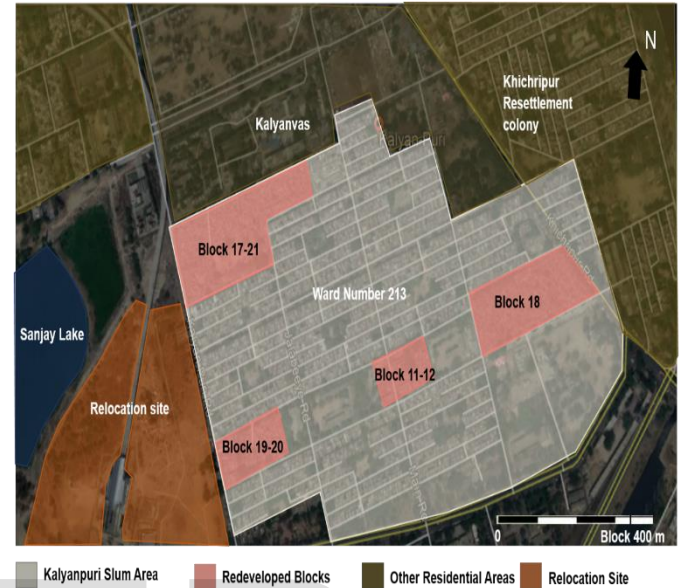 N
Khichripur
Resettlement
colony
Kalyanvas
Kalyan Puri
Block 17-21
Ward Number 213
Block 18
Sanjay Lake
Block 11-12
Relocation site
Block 19-20
0
Block 400 m
Kalyanpuri Slum Area
Redeveloped Blocks
Other Residential Areas
Relocation Site